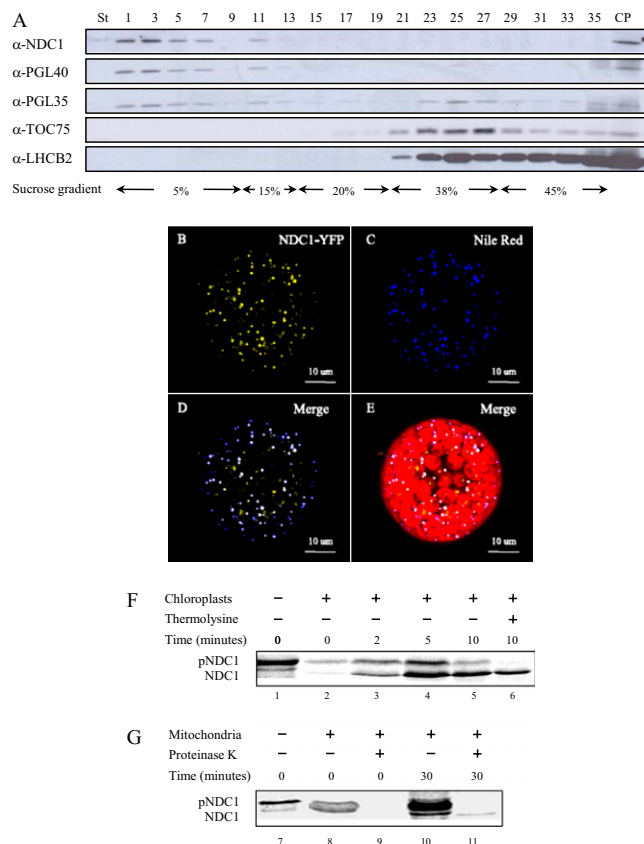 A
St 1 3 5 7 9 11 13 15 17 19 21 23 25 27 29 31 33 35 CP
α-NDC1
α-PGL40
α-PGL35
α-TOC75
α-LHCB2
Sucrose gradient 5% 15% 20% 38% 45%
B NDC1-YFP C Nile Red
10 um 10 um
D Merge E Merge
10 um 10 um
F Chloroplasts − + + + + +
Thermolysine − − − − − +
Time (minutes) 0 0 2 5 10 10
pNDC1
NDC1
1 2 3 4 5 6
G Mitochondria − + + + +
Proteinase K − − + − +
Time (minutes) 0 0 0 30 30
pNDC1
NDC1
7 8 9 10 11